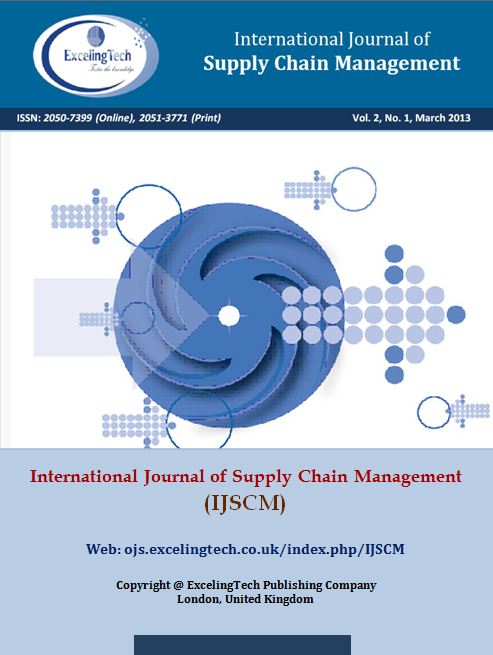 ExcelingTech
Taste the knowledge
International Journal of
Supply Chain Management
ISSN: 2050-7399 (Online), 2051-3771 (Print)
Vol. 2, No. 1, March 2013
International Journal of Supply Chain Management
(IJSCM)
Web: ojs.excelingtech.co.uk/index.php/IJSCM
Copyright @ ExcelingTech Publishing Company
London, United Kingdom